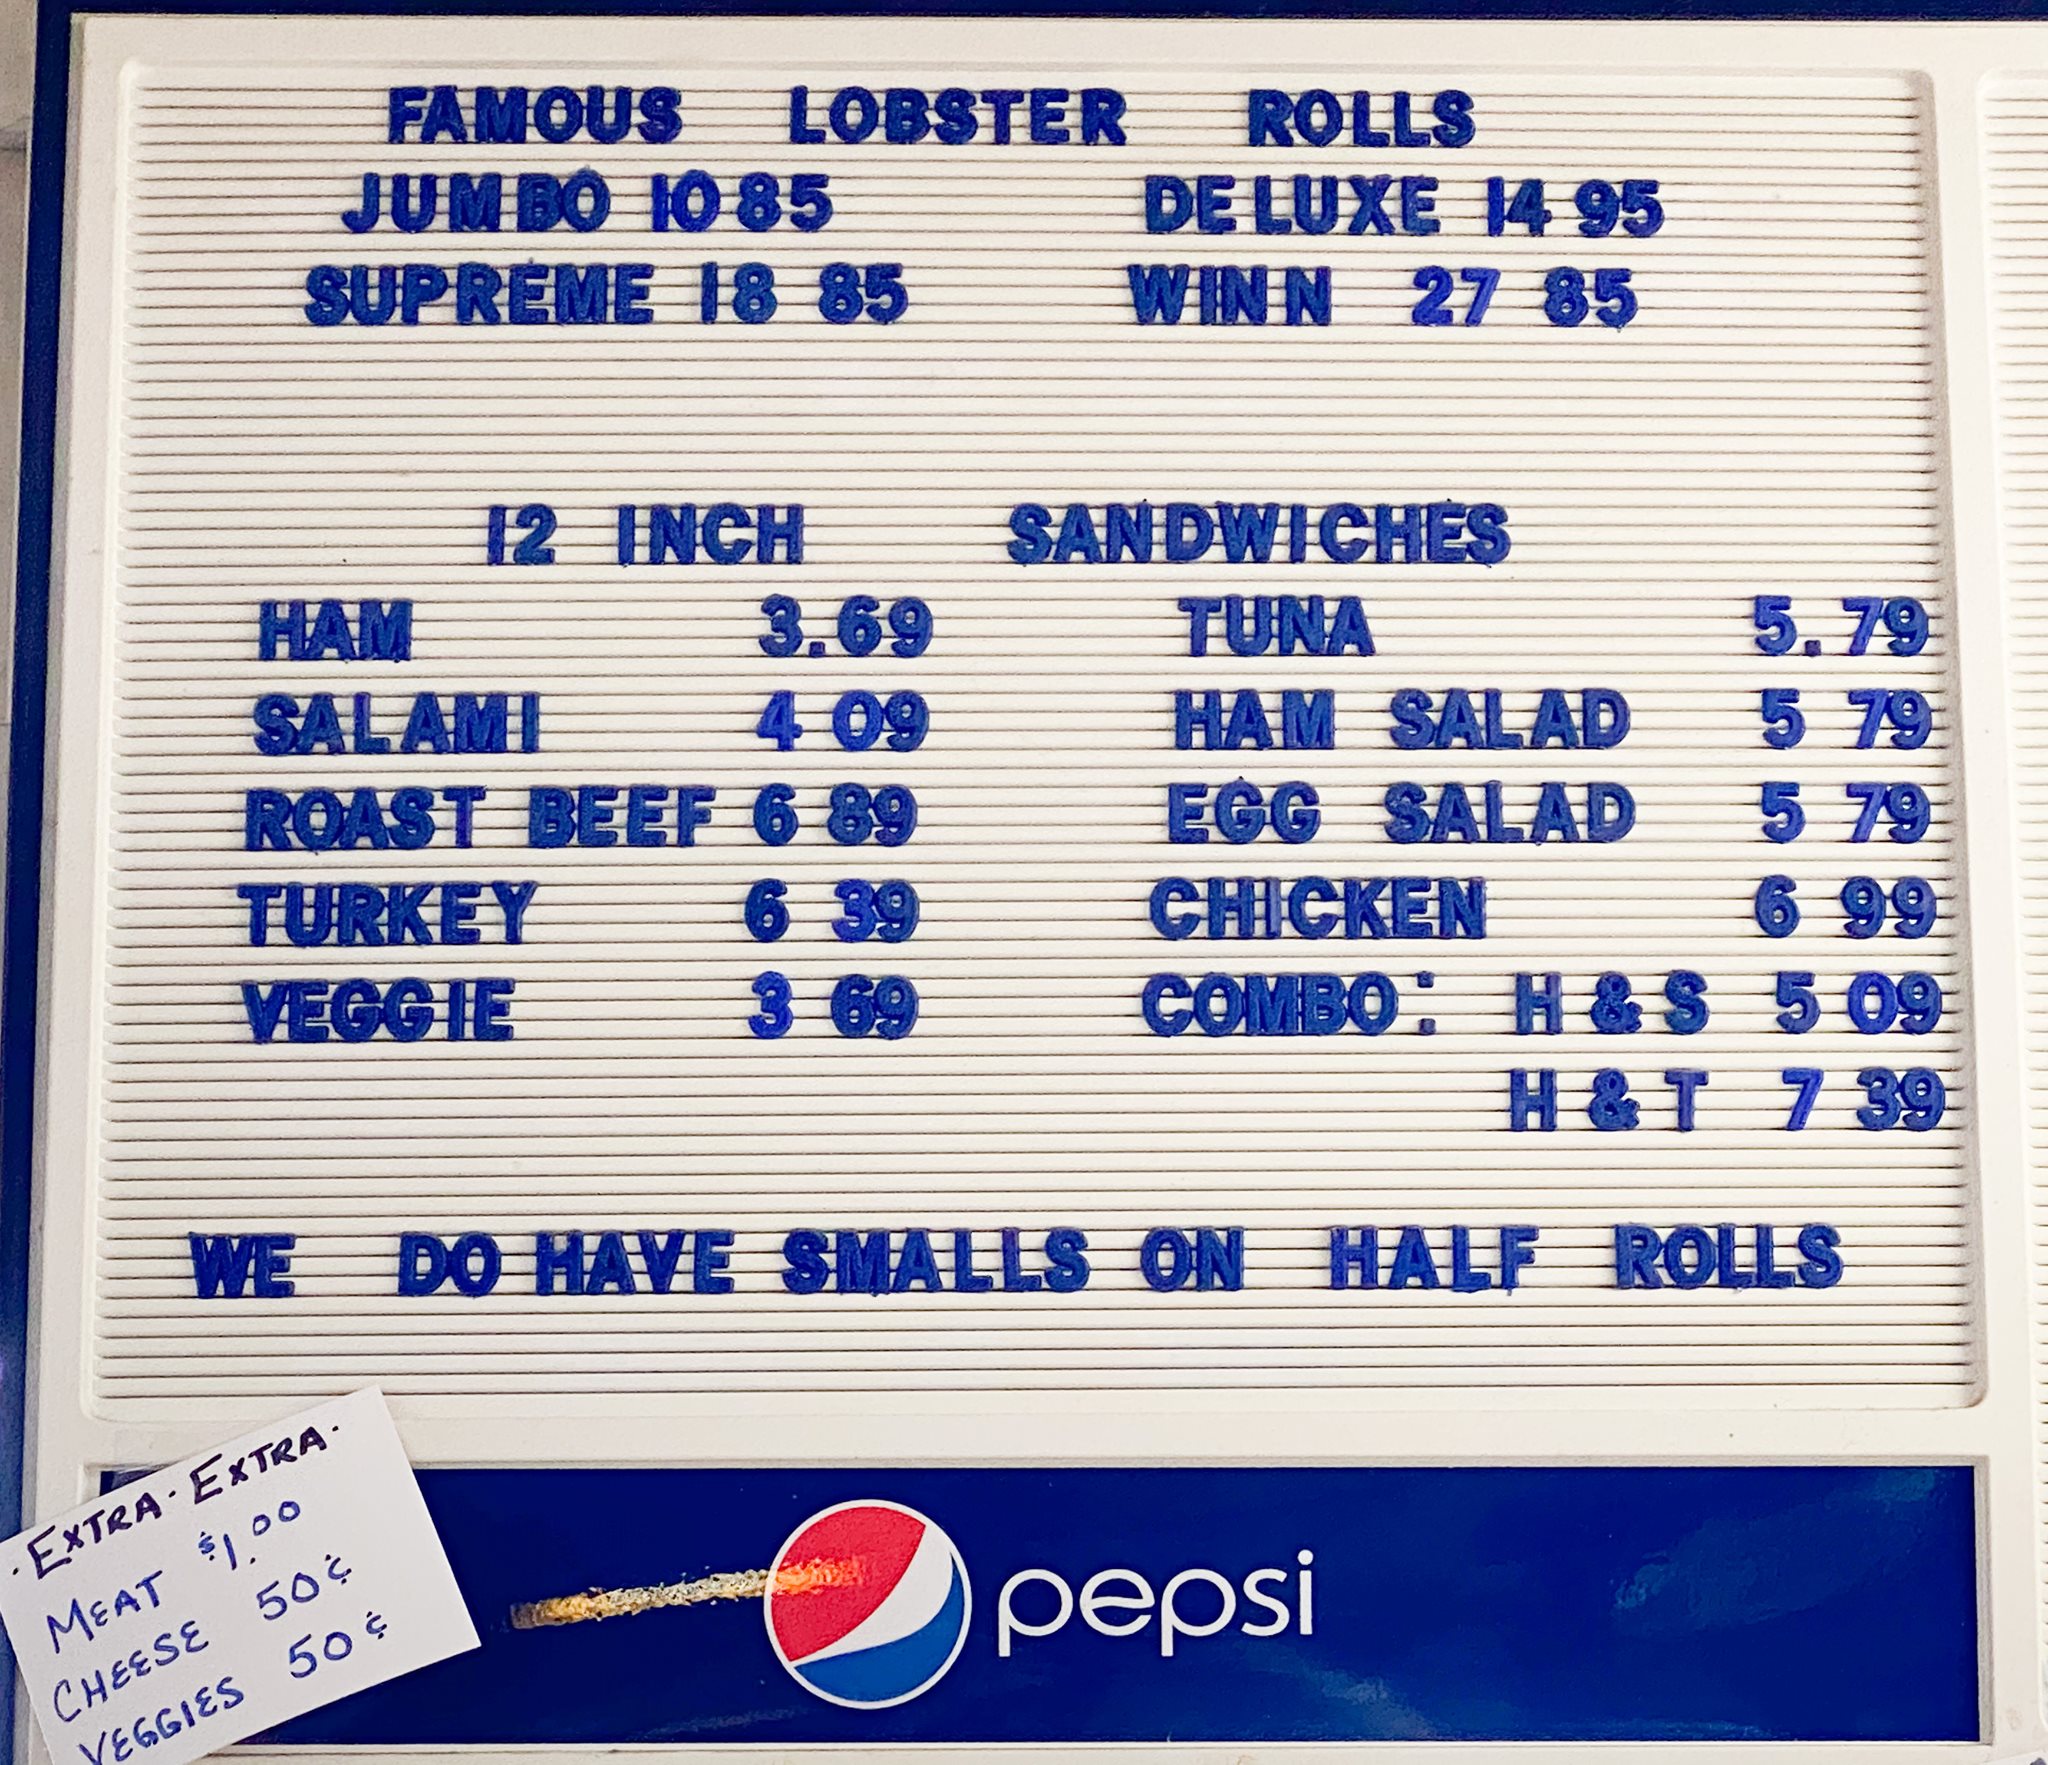 FAMOUS LOBSTER ROLLS
JUMBO 10 85 DELUXE 14 95
SUPREME 18 85 WINN 27 85
12 INCH SANDWICHES
HAM 3.69 TUNA 5.79
SALAMI 4 09 HAM SALAD 5 79
ROAST BEEF 6 89 EGG SALAD 5 79
TURKEY 6 39 CHICKEN 6 99
VEGGIE 3 69 COMBO: H & S 5 09
H & T 7 39
WE DO HAVE SMALLS ON HALF ROLLS
·EXTRA·EXTRA·
MEAT $1.00
CHEESE 50¢
VEGGIES 50¢
pepsi